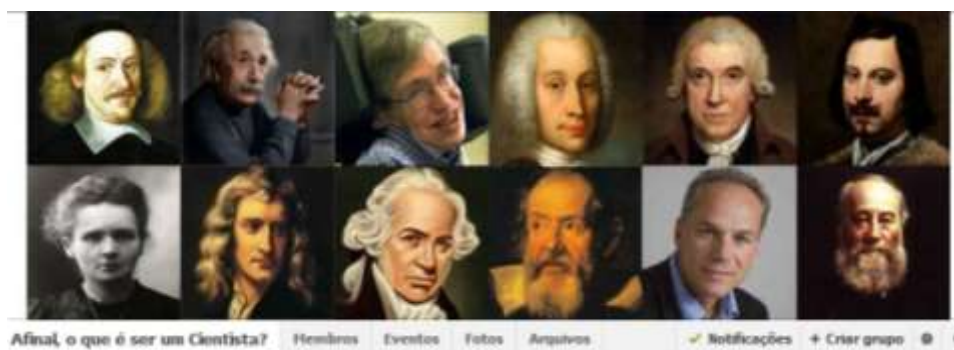 Afinal, o que é ser um Cientista? Membros Eventos Fotos Arquivos Notificações + Criar grupo